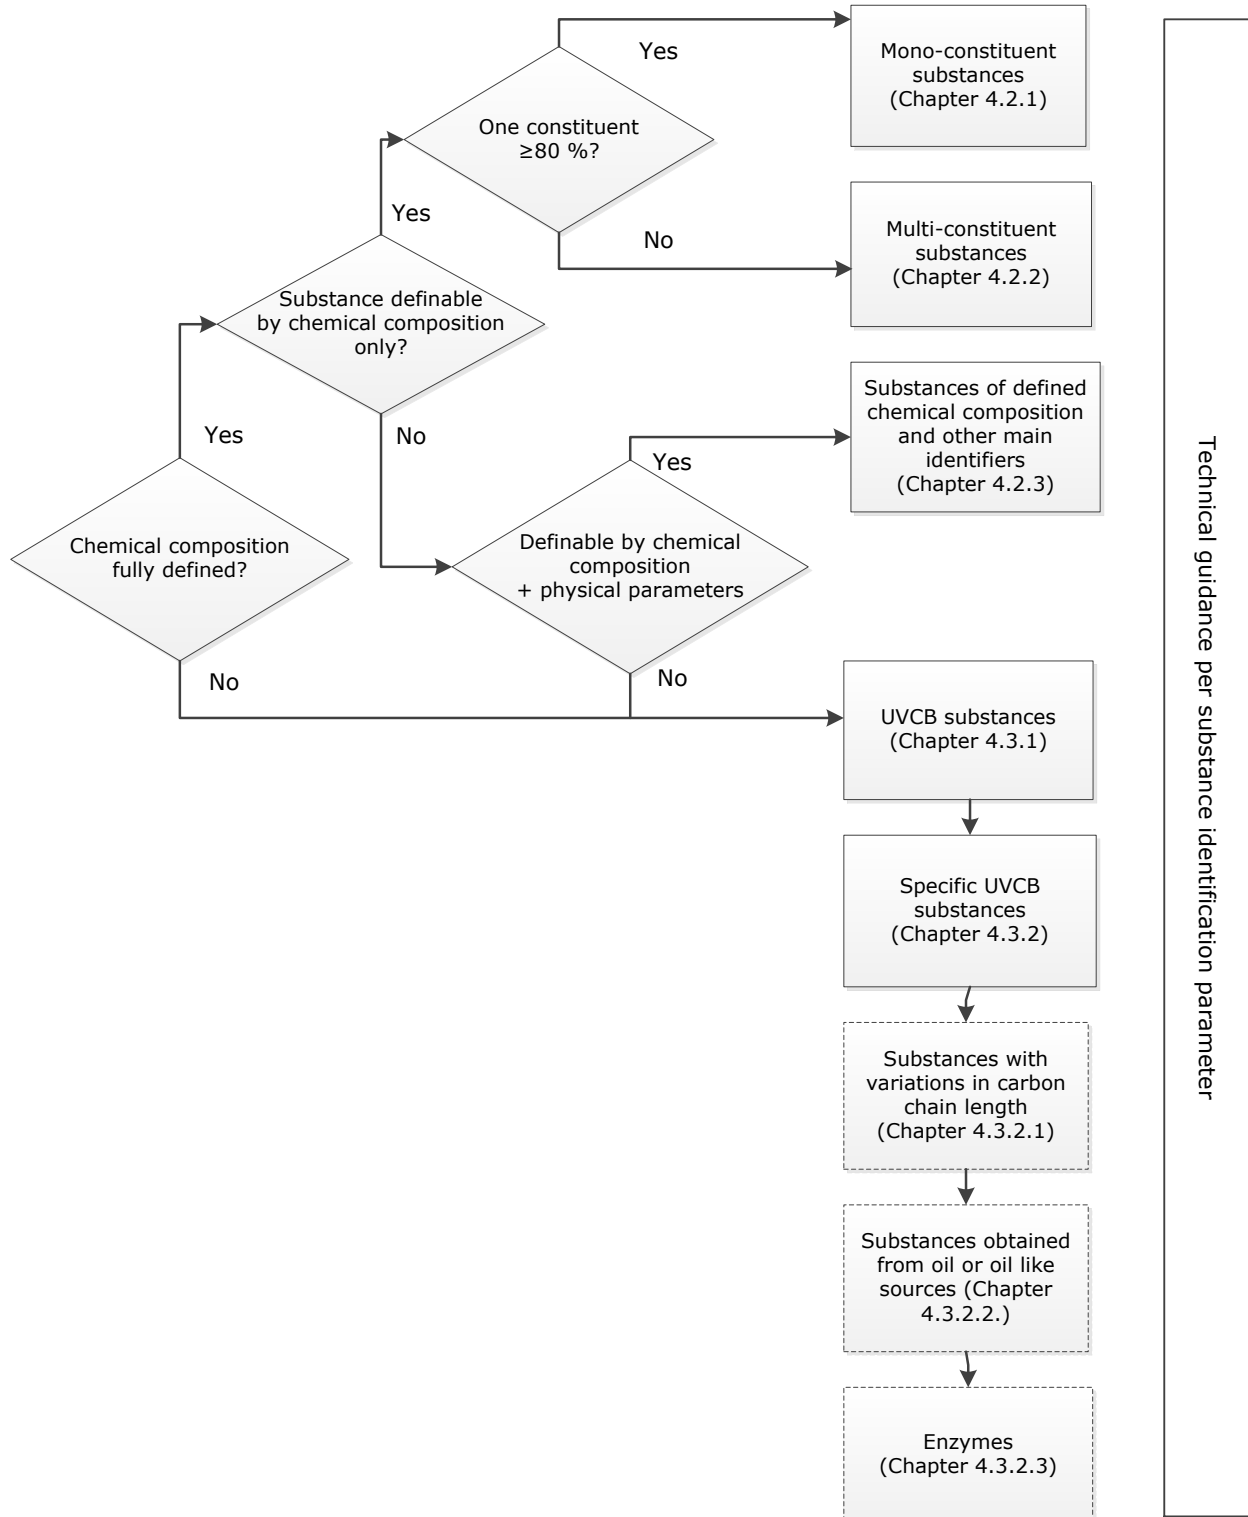 Yes
Mono-constituent
substances
(Chapter 4.2.1)
One constituent
≥80 %?
Yes
No
Multi-constituent
substances
(Chapter 4.2.2)
Substance definable
by chemical composition
only?
Substances of defined
chemical composition
and other main
identifiers
(Chapter 4.2.3)
Yes
No
Yes
Chemical composition
fully defined?
Definable by chemical
composition
+ physical parameters
No
No
UVCB substances
(Chapter 4.3.1)
Specific UVCB
substances
(Chapter 4.3.2)
Substances with
variations in carbon
chain length
(Chapter 4.3.2.1)
Substances obtained
from oil or oil like
sources (Chapter
4.3.2.2.)
Enzymes
(Chapter 4.3.2.3)
Technical guidance per substance identification parameter